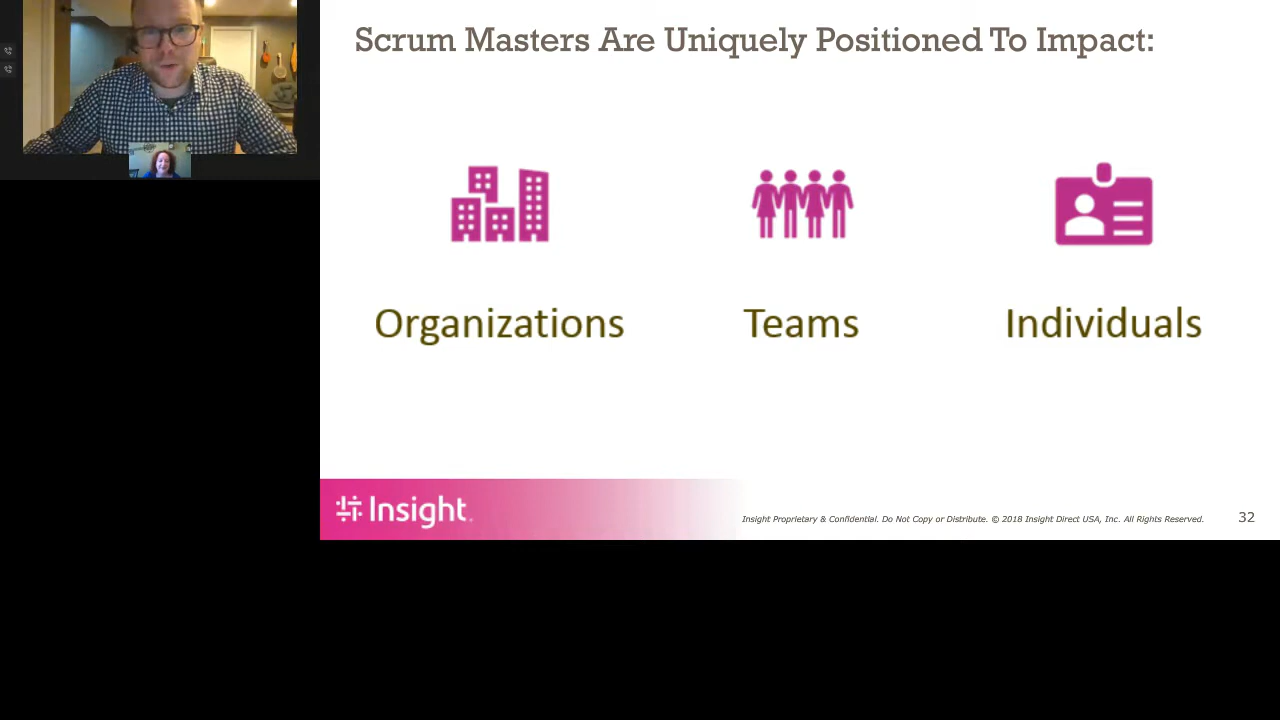 Scrum Masters Are Uniquely Positioned To Impact:
Organizations
Teams
Individuals
Insight.
Insight Proprietary & Confidential. Do Not Copy or Distribute. © 2018 Insight Direct USA, Inc. All Rights Reserved.
32